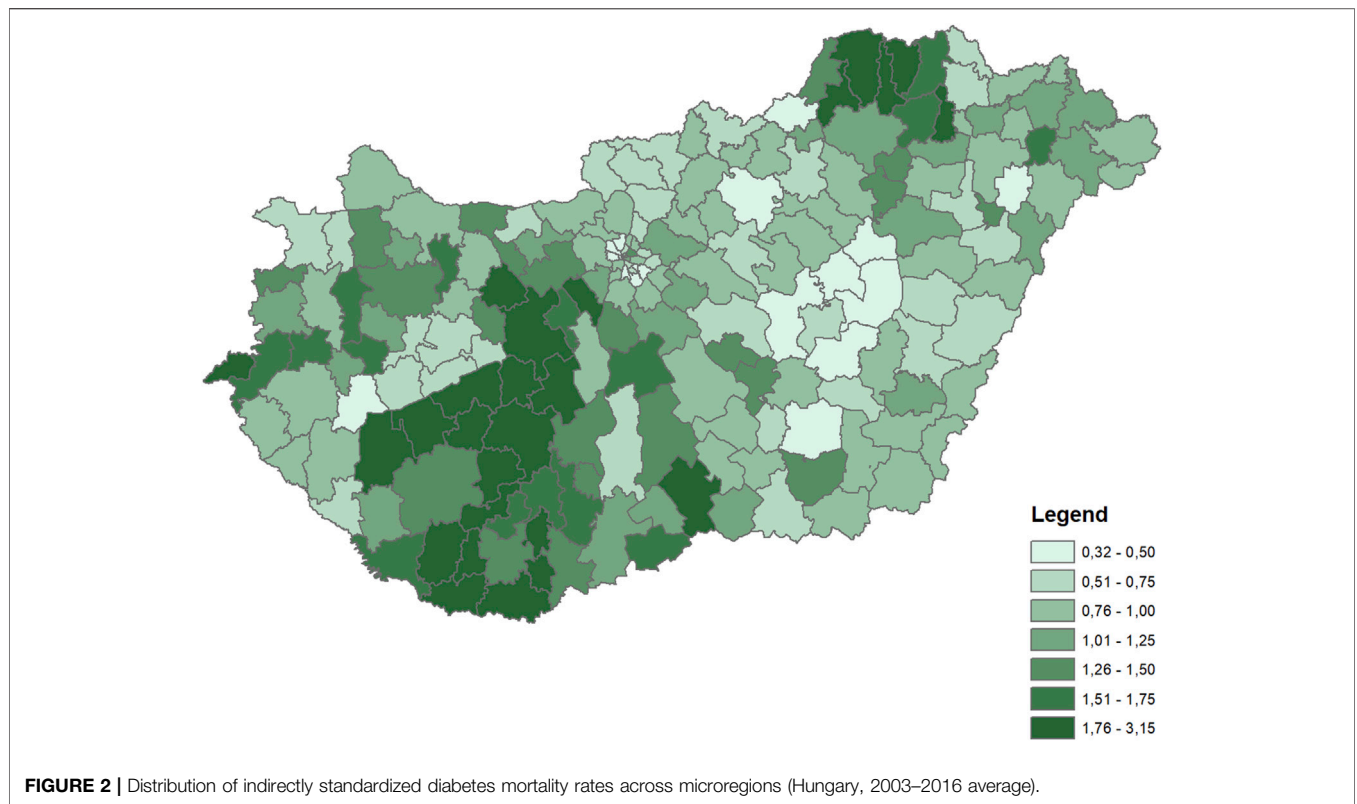 Legend
0,32 - 0,50
0,51 - 0,75
0,76 - 1,00
1,01 - 1,25
1,26 - 1,50
1,51 - 1,75
1,76 - 3,15
FIGURE 2 | Distribution of indirectly standardized diabetes mortality rates across microregions (Hungary, 2003–2016 average).